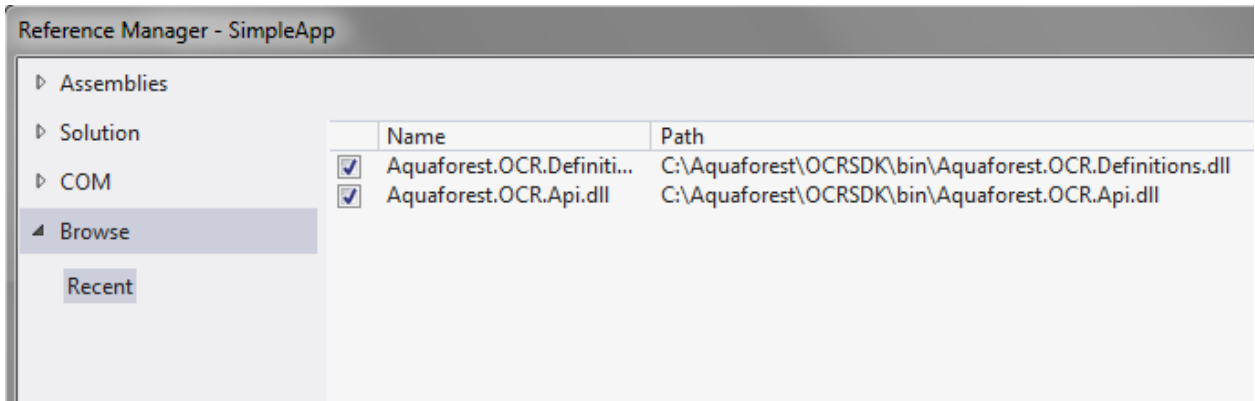 Reference Manager - SimpleApp
Assemblies
Solution
COM
Browse
Recent
Name Path
Aquaforest.OCR.Definiti... C:\Aquaforest\OCRSDK\bin\Aquaforest.OCR.Definitions.dll
Aquaforest.OCR.Api.dll C:\Aquaforest\OCRSDK\bin\Aquaforest.OCR.Api.dll